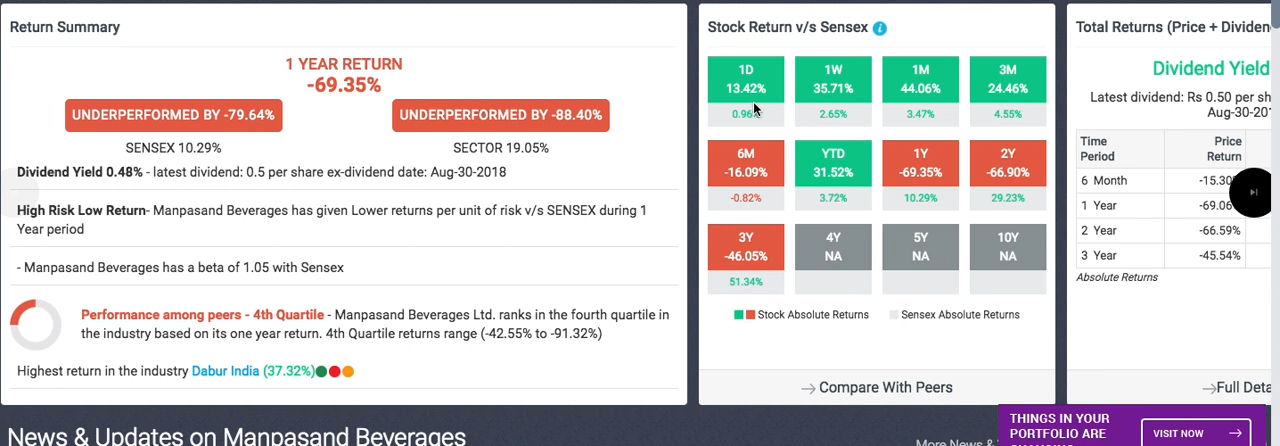 Return Summary
1 YEAR RETURN
-69.35%
UNDERPERFORMED BY -79.64%
UNDERPERFORMED BY -88.40%
SENSEX 10.29%
SECTOR 19.05%
Dividend Yield 0.48% - latest dividend: 0.5 per share ex-dividend date: Aug-30-2018
High Risk Low Return- Manpasand Beverages has given Lower returns per unit of risk v/s SENSEX during 1
Year period
- Manpasand Beverages has a beta of 1.05 with Sensex
Performance among peers - 4th Quartile - Manpasand Beverages Ltd. ranks in the fourth quartile in
the industry based on its one year return. 4th Quartile returns range (-42.55% to -91.32%)
Highest return in the industry Dabur India (37.32%)
Stock Return v/s Sensex
1D 1W 1M 3M
13.42% 35.71% 44.06% 24.46%
2.65% 3.47% 4.55%
6M YTD 1Y 2Y
-16.09% 31.52% -69.35% -66.90%
-0.82% 3.72% 10.29% 29.23%
3Y 4Y 5Y 10Y
-46.05% NA NA NA
51.34%
Stock Absolute Returns Sensex Absolute Returns
Compare With Peers
Total Returns (Price +
Dividend Yield
Latest dividend: Rs 0.50 per
Time Period Price Return
6 Month
1 Year
2 Year -66.59%
3 Year -45.54%
Absolute Returns
Full
News & Updates on Manpasand Beverages
More News &
THINGS IN YOUR
PORTFOLIO ARE
VISIT NOW